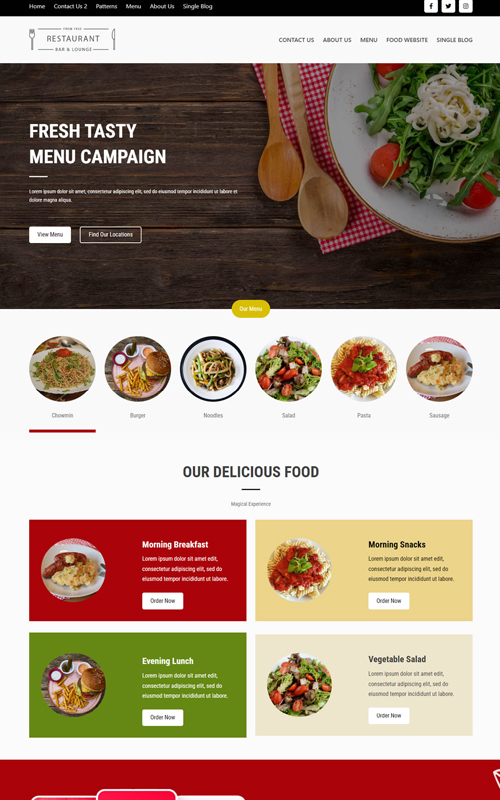 Home Contact Us 2 Patterns Menu About Us Single Blog
RESTAURANT
BAR & LOUNGE
CONTACT US ABOUT US MENU FOOD WEBSITE SINGLE BLOG
FRESH TASTY
MENU CAMPAIGN
Lorem ipsum dolor sit amet, consectetur adipiscing elit, sed do eiusmod tempor incididunt ut labore et
dolore magna aliqua.
View Menu Find Our Locations
Our Menu
Chowmin Burger Noodles Salad Pasta Sausage
OUR DELICIOUS FOOD
Magical Experience
Morning Breakfast
Lorem ipsum dolor sit amet,
consectetur adipiscing elit, sed do
eiusmod tempor incididunt ut labore.
Order Now
Morning Snacks
Lorem ipsum dolor sit amet,
consectetur adipiscing elit, sed do
eiusmod tempor incididunt ut labore.
Order Now
Evening Lunch
Lorem ipsum dolor sit amet,
consectetur adipiscing elit, sed do
eiusmod tempor incididunt ut labore.
Order Now
Vegetable Salad
Lorem ipsum dolor sit amet,
consectetur adipiscing elit, sed do
eiusmod tempor incididunt ut labore.
Order Now